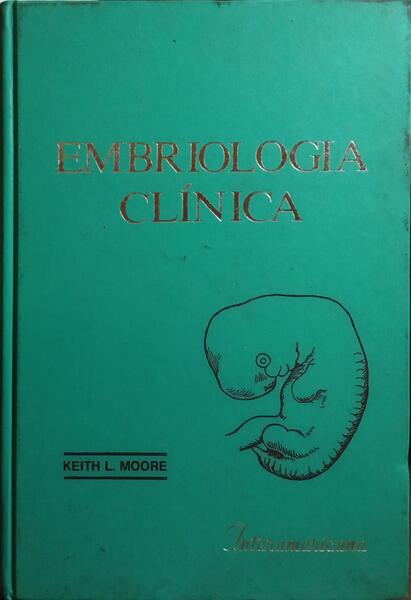 EMBRIOLOGIA
CLÍNICA
KEITH L. MOORE
Interamericana